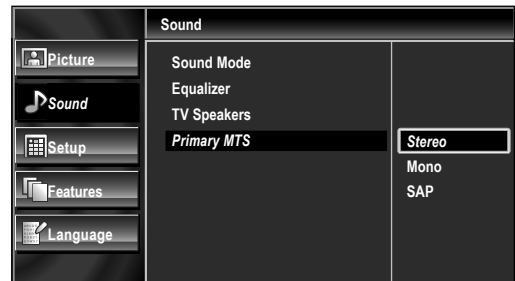 Sound
Picture
Sound
Setup
Features
Language
Sound Mode
Equalizer
TV Speakers
Primary MTS
Stereo
Mono
SAP